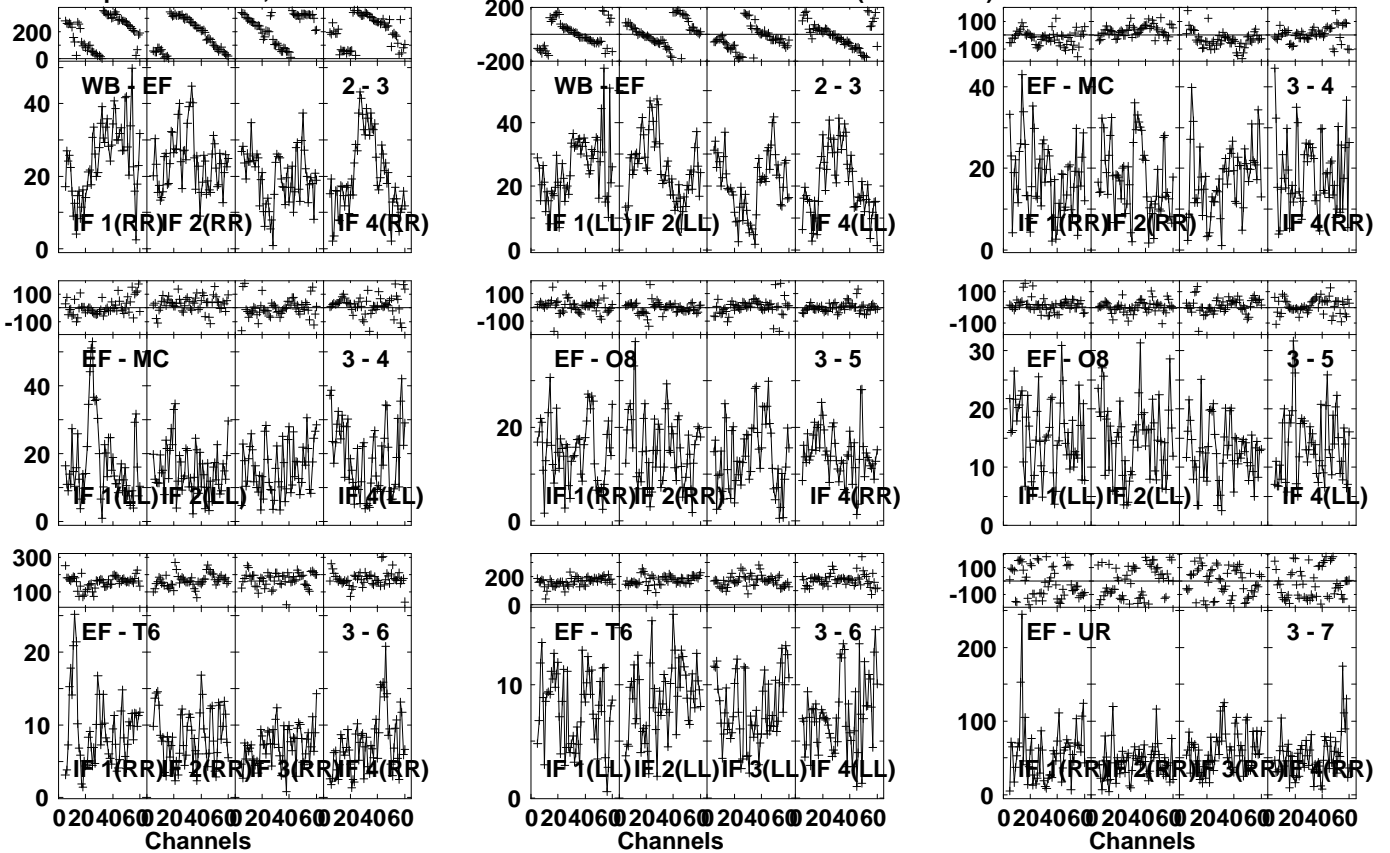 200
0
WB - EF
2 - 3
40
20
0
IF 1(RR)
IF 2(RR)
IF 4(RR)
200
-200
WB - EF
2 - 3
40
20
0
IF 1(LL)
IF 2(LL)
IF 4(LL)
100
-100
EF - MC
3 - 4
40
20
0
IF 1(RR)
IF 2(RR)
IF 4(RR)
100
-100
EF - MC
3 - 4
40
20
0
IF 1(LL)
IF 2(LL)
IF 4(LL)
100
-100
EF - O8
3 - 5
20
0
IF 1(RR)
IF 2(RR)
IF 4(RR)
100
-100
EF - O8
3 - 5
30
20
10
0
IF 1(LL)
IF 2(LL)
IF 4(LL)
300
100
EF - T6
3 - 6
20
10
0
IF 1(RR)
IF 2(RR)
IF 3(RR)
IF 4(RR)
0 20 40 60 0 20 40 60 0 20 40 60 0 20 40 60
Channels
200
0
EF - T6
3 - 6
10
0
IF 1(LL)
IF 2(LL)
IF 3(LL)
IF 4(LL)
0 20 40 60 0 20 40 60 0 20 40 60 0 20 40 60
Channels
100
-100
EF - UR
3 - 7
200
100
0
IF 1(RR)
IF 2(RR)
IF 3(RR)
IF 4(RR)
0 20 40 60 0 20 40 60 0 20 40 60 0 20 40 60
Channels